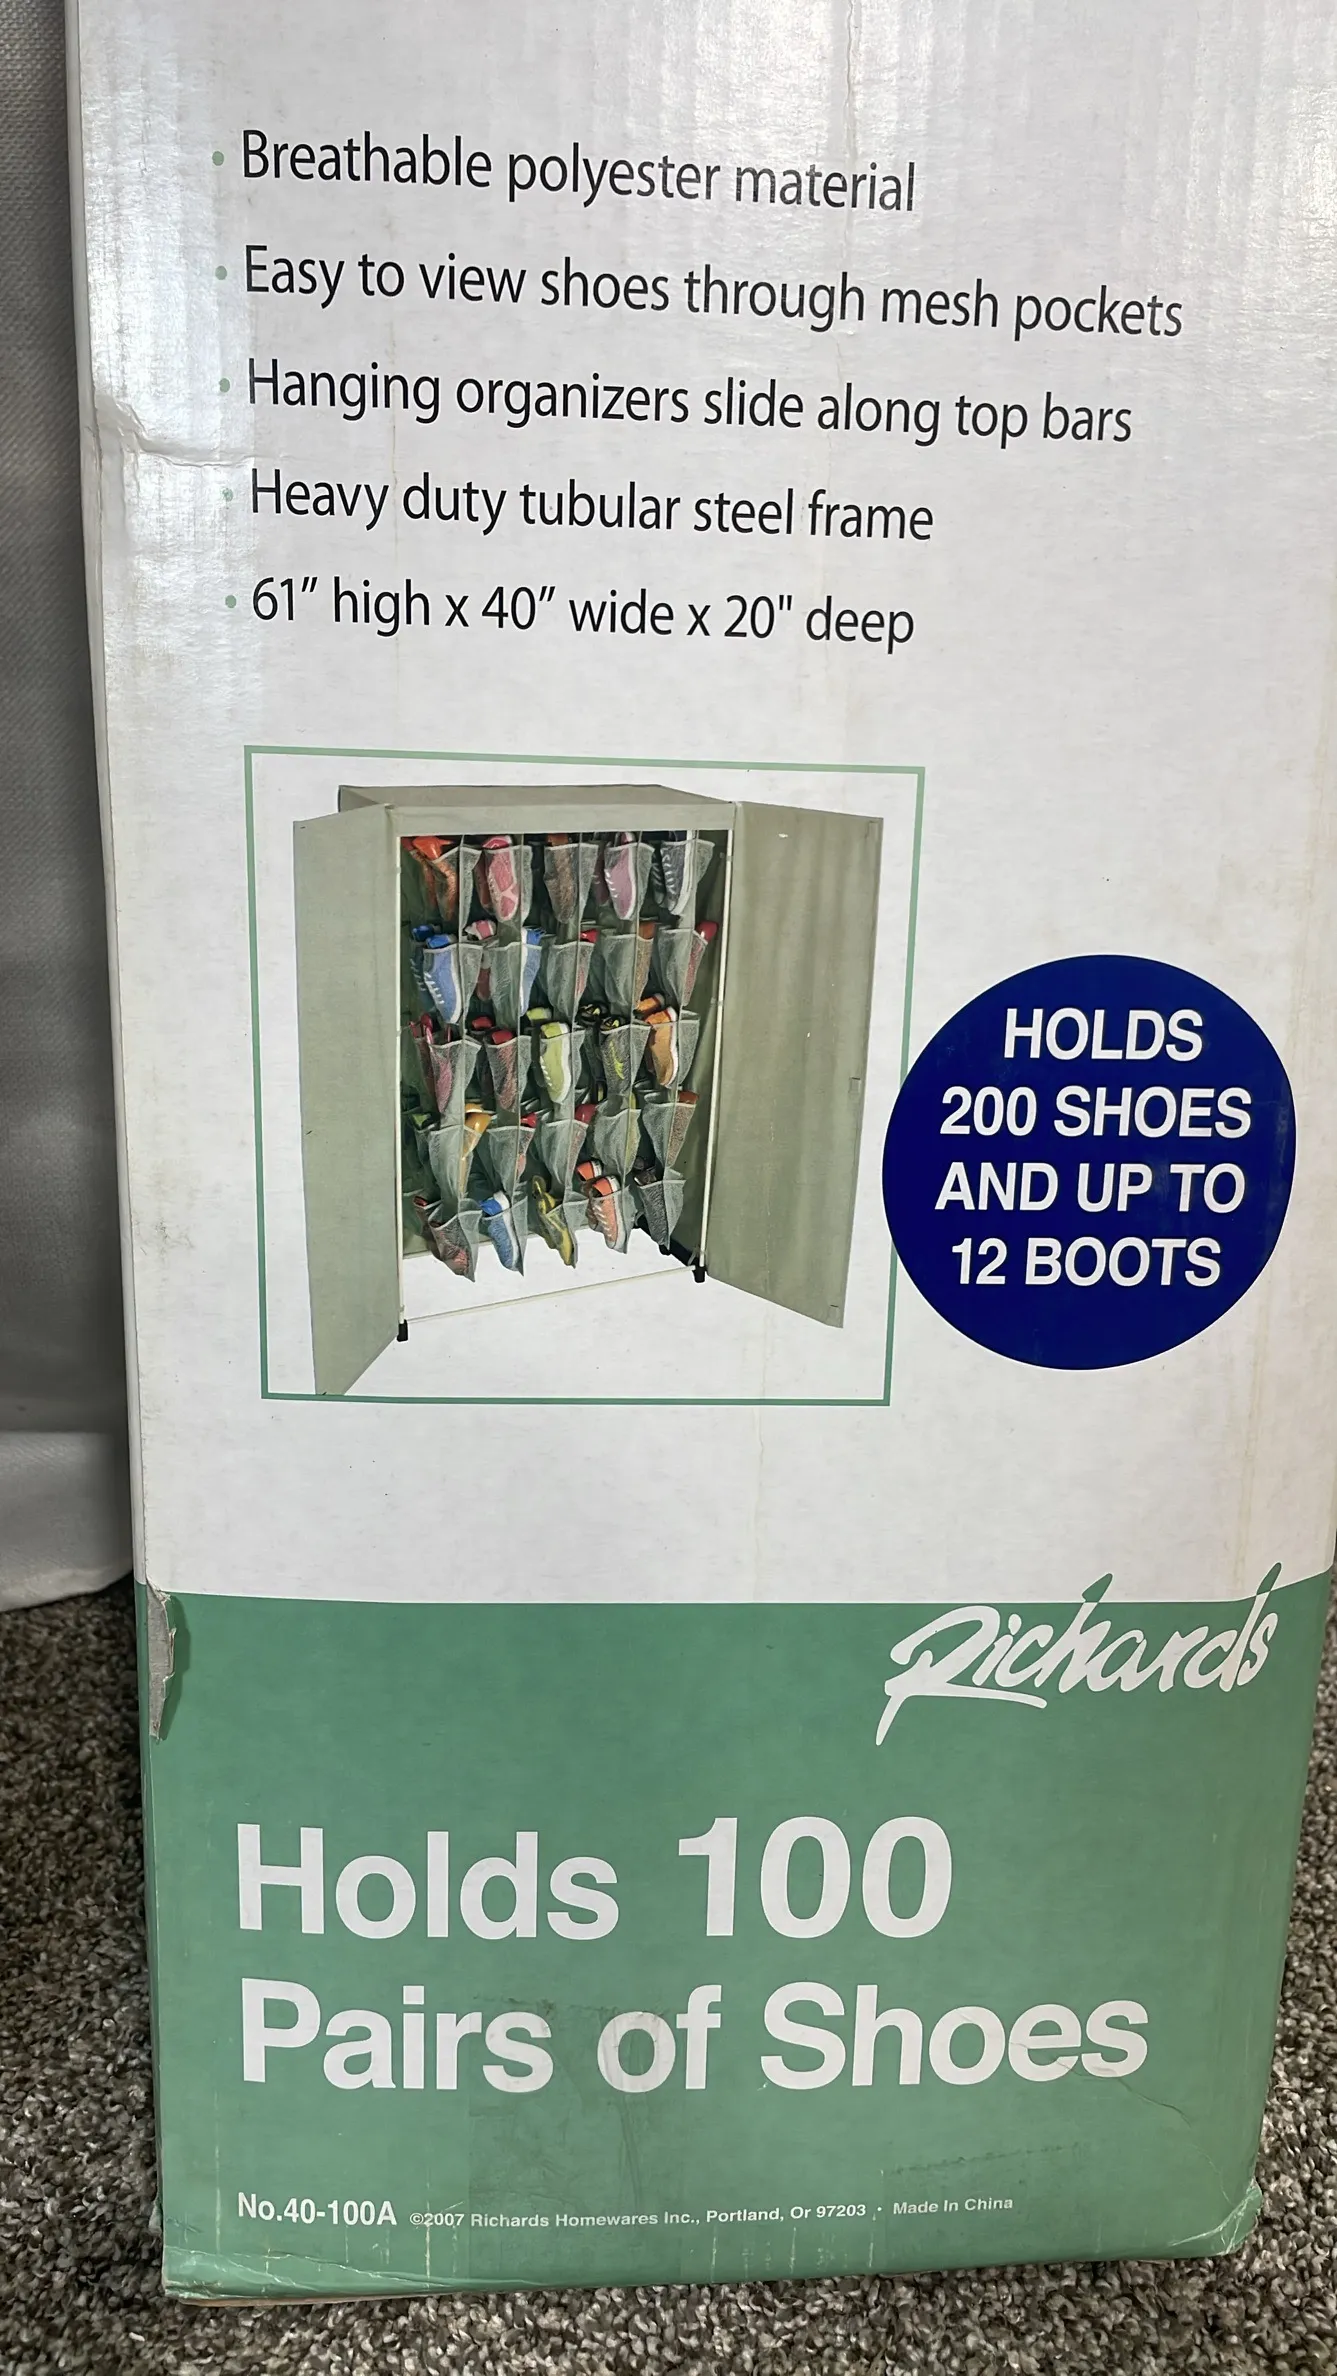 • Breathable polyester material
• Easy to view shoes through mesh pockets
• Hanging organizers slide along top bars
• Heavy duty tubular steel frame
• 61” high x 40” wide x 20" deep
HOLDS
200 SHOES
AND UP TO
12 BOOTS
Richards
Holds 100
Pairs of Shoes
No.40-100A ©2007 Richards Homewares Inc., Portland, Or 97203 • Made In China